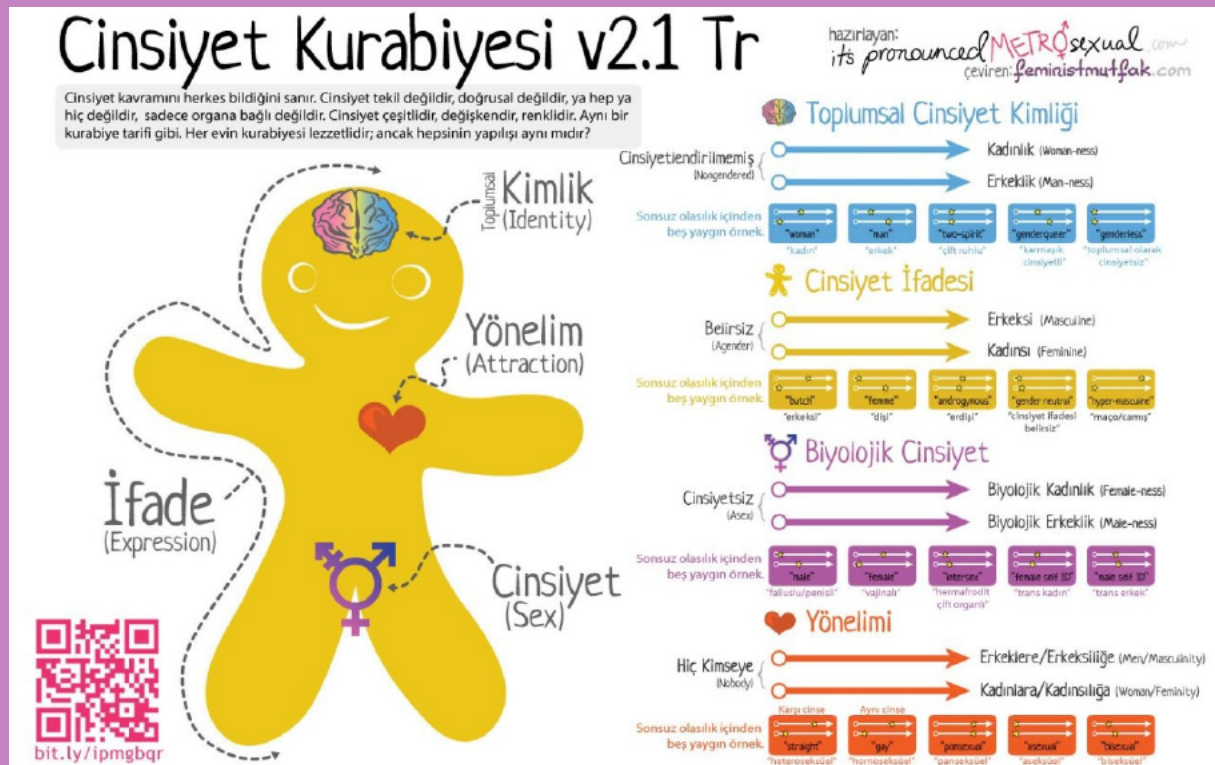 Cinsiyet Kurabiyesi v2.1 Tr
hazırlayan:
it's pronounced METROsexual.com
çeviren: feministmutfak.com
Cinsiyet kavramını herkes bildiğini sanır. Cinsiyet tekil değildir, doğrusal değildir, ya hep ya
hiç değildir, sadece organa bağlı değildir. Cinsiyet çeşitlidir, değişkendir, renklidir. Aynı bir
kurabiye tarifi gibi. Her evin kurabiyesi lezzetlidir; ancak hepsinin yapılışı aynı mıdır?
Toplumsal
Kimlik
(Identity)
Yönelim
(Attraction)
İfade
(Expression)
Cinsiyet
(Sex)
bit.ly/ipmgbqr
Toplumsal Cinsiyet Kimliği
Cinsiyetlendirilmemiş
(Nongendered)
Kadınlık (Woman-ness)
Erkeklik (Man-ness)
Sonsuz olasılık içinden
beş yaygın örnek.
"woman" "man" "two-spirit" "genderqueer" "genderless"
"kadın" "erkek" "çift ruhlu" "karmaşık "toplumsal olarak
cinsiyetli" cinsiyetsiz"
Cinsiyet İfadesi
Belirsiz
(Agender)
Erkeksi (Masculine)
Kadınsı (Feminine)
Sonsuz olasılık içinden
beş yaygın örnek.
"butch" "femme" "androgynous" "gender neutral" "hyper-masculine"
"erkeksi" "dişi" "erdişi" "cinsiyet ifadesi "maço/camış"
belirsiz"
Biyolojik Cinsiyet
Cinsiyetsiz
(Asex)
Biyolojik Kadınlık (Female-ness)
Biyolojik Erkeklik (Male-ness)
Sonsuz olasılık içinden
beş yaygın örnek.
"male" "female" "intersex" "female self ID" "male self ID"
"falluslu/penisli" "vajinalı" "hermafrodit "trans kadın" "trans erkek"
çift organlı"
Yönelimi
Hiç Kimseye
(Nobody)
Erkeklere/Erkeksiliğe (Men/Masculinity)
Kadınlara/Kadınsılığa (Woman/Feminity)
Karşı cinse Aynı cinse
Sonsuz olasılık içinden
beş yaygın örnek.
"straight" "gay" "pansexual" "asexual" "bisexual"
"heteroseksüel" "homoseksüel" "panseksüel" "aseksüel" "biseksüel"